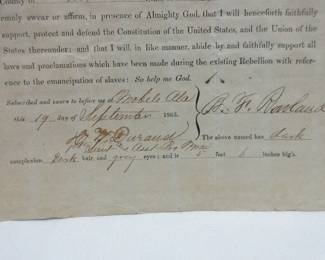 County of
emnly swear or affirm, in presence of Almighty God, that I will henceforth faithfully
support, protect and defend the Constitution of the United States, and the Union of
the States thereunder; and that I will in like manner, abide by and faithfully support all
laws and proclamations which have been made during the existing Rebellion with refer-
ence to the emancipation of slaves: So help me God.
Subscribed and sworn to before me at Mobile Ala
this 19 day of September 1865.
B. F. Rowland
The above named has dark
complexion Dark hair, and grey eyes; and is 5 feet 6 inches high.